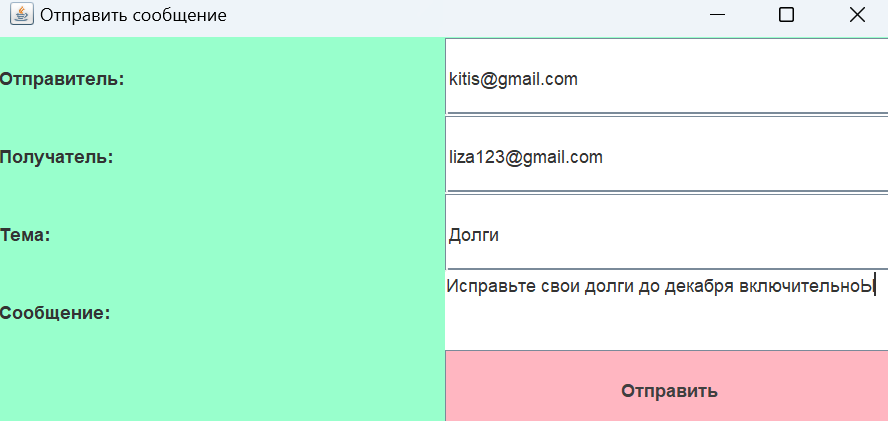 Отправить сообщение
Отправитель:
kitis@gmail.com
Получатель:
liza123@gmail.com
Тема:
Долги
Сообщение:
Исправьте свои долги до декабря включительноЫ
Отправить